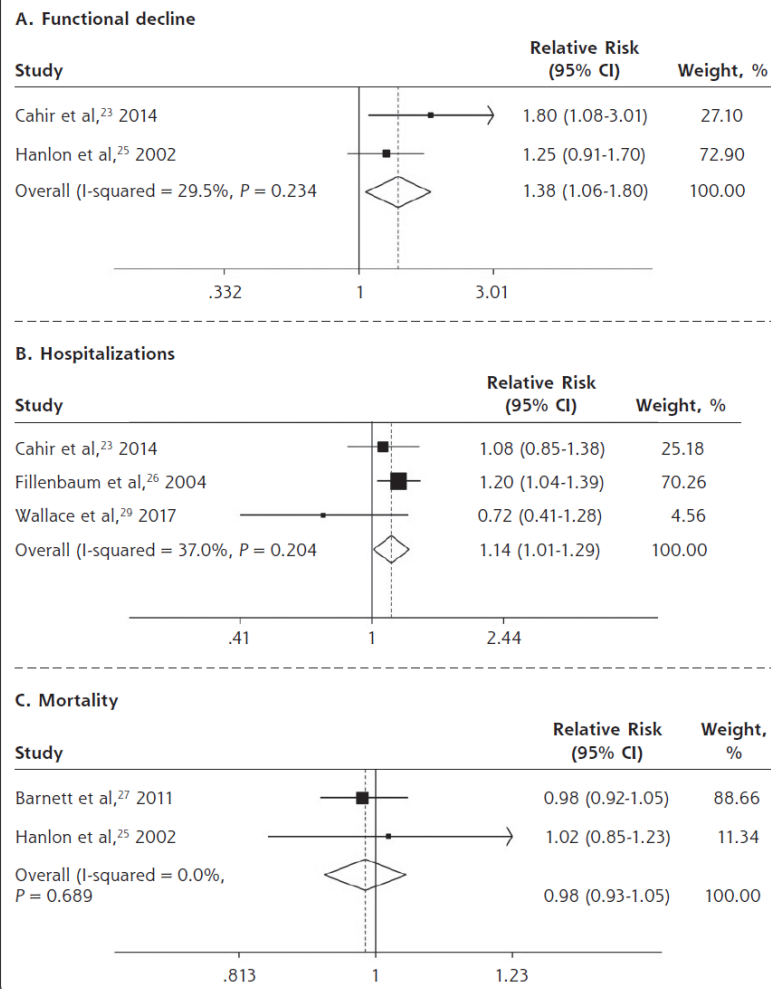 A. Functional decline
Relative Risk
Study (95% CI) Weight, %
Cahir et al,²³ 2014 1.80 (1.08-3.01) 27.10
Hanlon et al,²⁵ 2002 1.25 (0.91-1.70) 72.90
Overall (I-squared = 29.5%, P = 0.234 1.38 (1.06-1.80) 100.00
.332 1 3.01
B. Hospitalizations
Relative Risk
Study (95% CI) Weight, %
Cahir et al,²³ 2014 1.08 (0.85-1.38) 25.18
Fillenbaum et al,²⁶ 2004 1.20 (1.04-1.39) 70.26
Wallace et al,²⁹ 2017 0.72 (0.41-1.28) 4.56
Overall (I-squared = 37.0%, P = 0.204 1.14 (1.01-1.29) 100.00
.41 1 2.44
C. Mortality
Relative Risk Weight,
Study (95% CI) %
Barnett et al,²⁷ 2011 0.98 (0.92-1.05) 88.66
Hanlon et al,²⁵ 2002 1.02 (0.85-1.23) 11.34
Overall (I-squared = 0.0%,
P = 0.689 0.98 (0.93-1.05) 100.00
.813 1 1.23